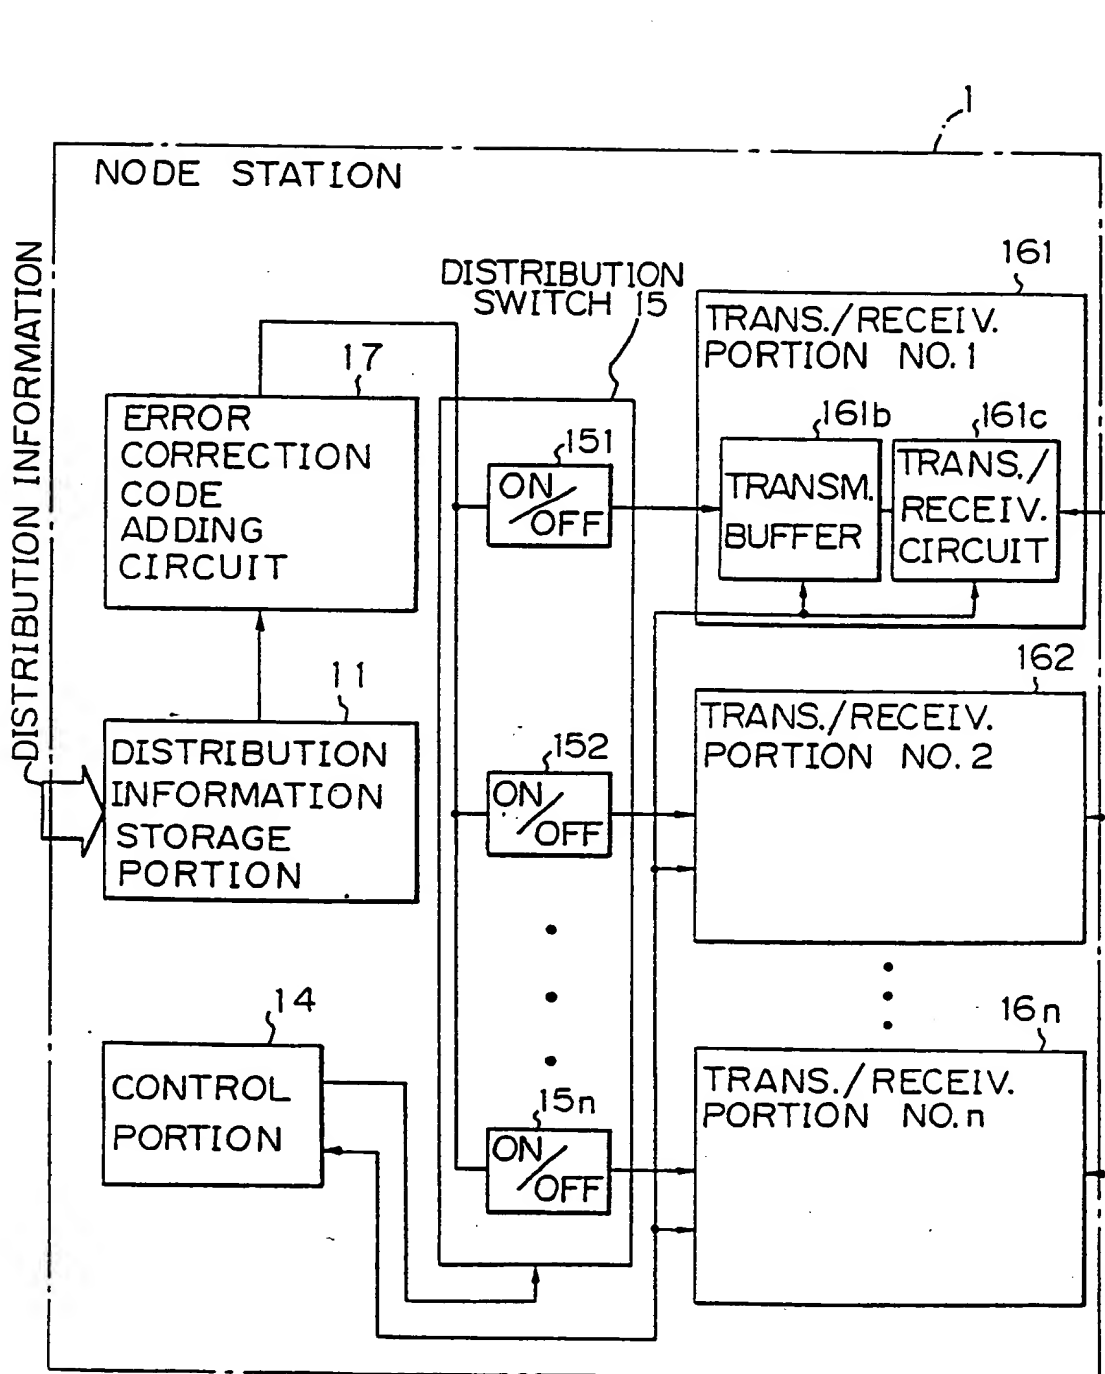 1
NODE STATION
DISTRIBUTION INFORMATION
DISTRIBUTION
SWITCH 15
161
TRANS./RECEIV.
PORTION NO.1
17
ERROR
CORRECTION
CODE
ADDING
CIRCUIT
151
ON/OFF
161b
TRANSM.
BUFFER
161c
TRANS./
RECEIV.
CIRCUIT
11
DISTRIBUTION
INFORMATION
STORAGE
PORTION
152
ON/OFF
162
TRANS./RECEIV.
PORTION NO.2
14
CONTROL
PORTION
15n
ON/OFF
16n
TRANS./RECEIV.
PORTION NO.n